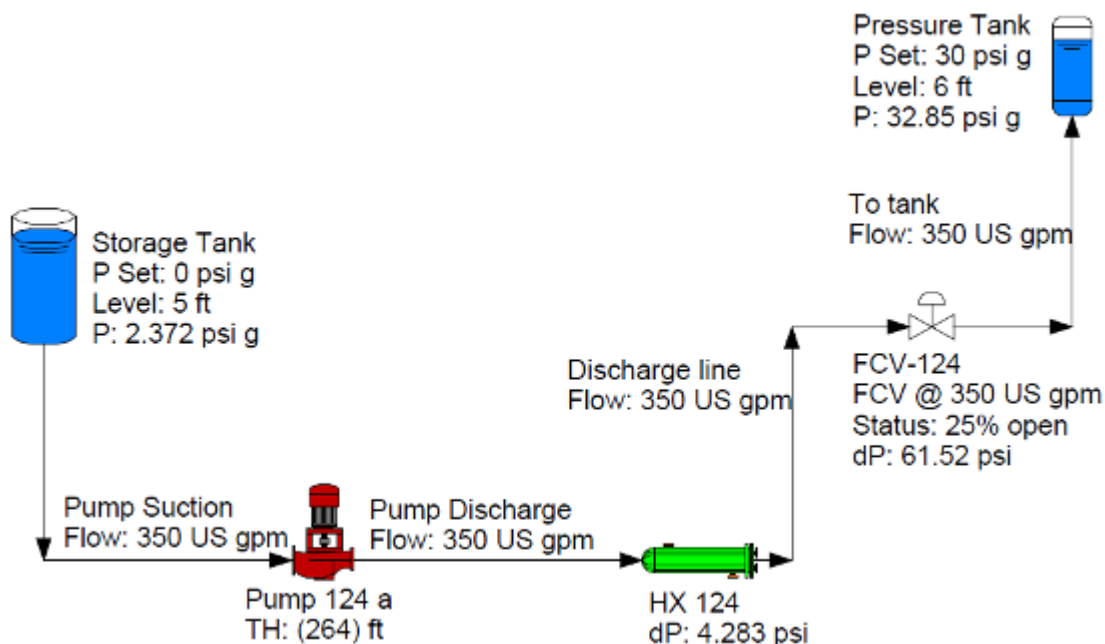 Pressure Tank
P Set: 30 psi g
Level: 6 ft
P: 32.85 psi g
To tank
Flow: 350 US gpm
Storage Tank
P Set: 0 psi g
Level: 5 ft
P: 2.372 psi g
Discharge line
Flow: 350 US gpm
FCV-124
FCV @ 350 US gpm
Status: 25% open
dP: 61.52 psi
Pump Suction
Flow: 350 US gpm
Pump Discharge
Flow: 350 US gpm
Pump 124 a
TH: (264) ft
HX 124
dP: 4.283 psi